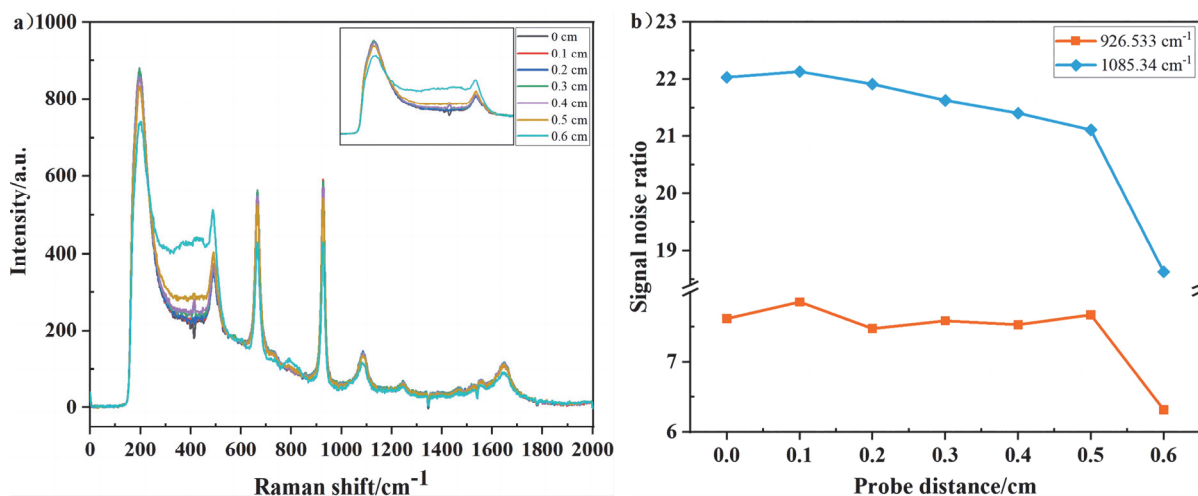 a)
1000
800
600
400
200
0
Intensity/a.u.
0 cm
0.1 cm
0.2 cm
0.3 cm
0.4 cm
0.5 cm
0.6 cm
0 200 400 600 800 1000 1200 1400 1600 1800 2000
Raman shift/cm-1
b)
23
22
21
20
19
18
7
6
Signal noise ratio
926.533 cm-1
1085.34 cm-1
0.0 0.1 0.2 0.3 0.4 0.5 0.6
Probe distance/cm